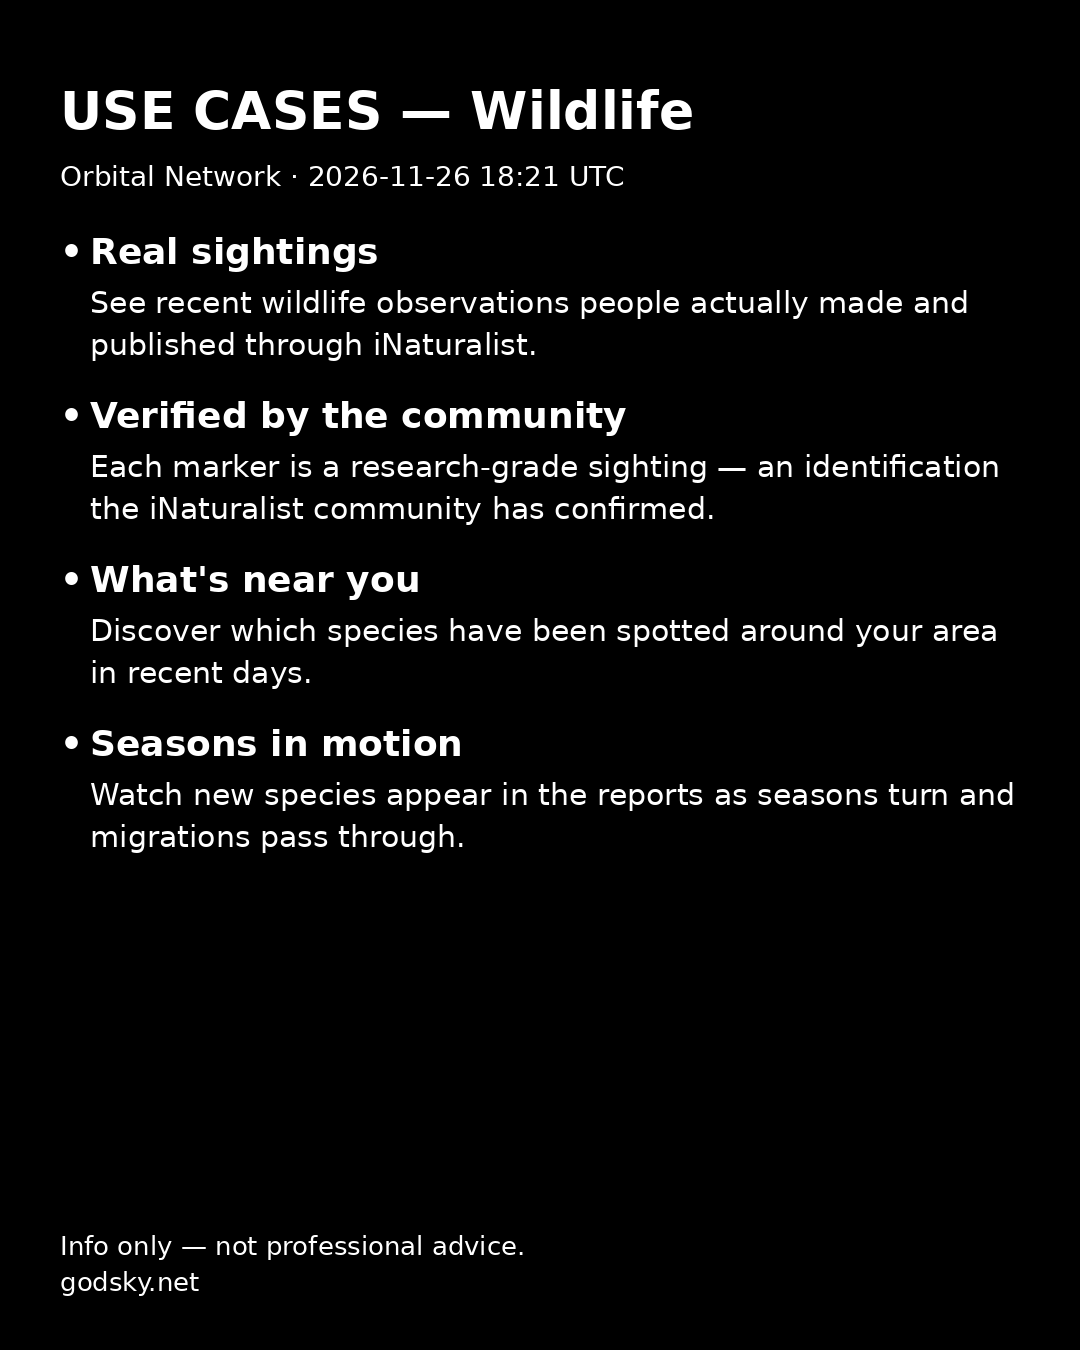 USE CASES — Wildlife
Orbital Network · 2026-11-26 18:21 UTC
• Real sightings
See recent wildlife observations people actually made and
published through iNaturalist.
• Verified by the community
Each marker is a research-grade sighting — an identification
the iNaturalist community has confirmed.
• What's near you
Discover which species have been spotted around your area
in recent days.
• Seasons in motion
Watch new species appear in the reports as seasons turn and
migrations pass through.
Info only — not professional advice.
godsky.net